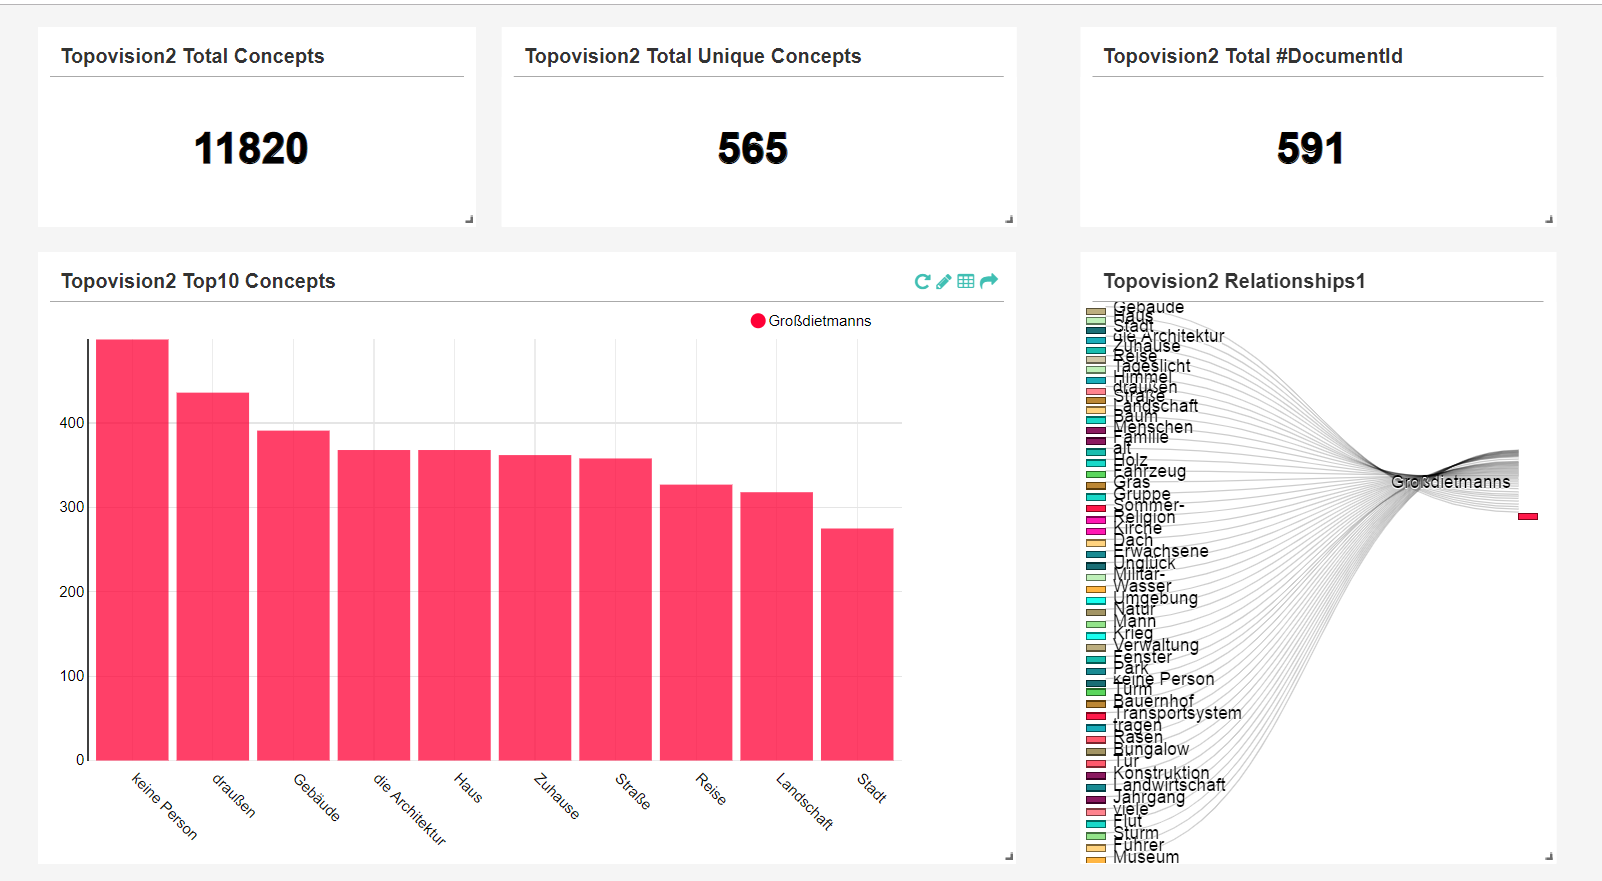 Topovision2 Total Concepts
11820
Topovision2 Total Unique Concepts
565
Topovision2 Total #DocumentId
591
Topovision2 Top10 Concepts
Großdietmanns
400
300
200
100
0
keine Person
draußen
Gebäude
die Architektur
Haus
Zuhause
Straße
Reise
Landschaft
Stadt
Topovision2 Relationships1
Gebäude
Haus
Stadt
die Architektur
Zuhause
Reise
Tageslicht
Himmel
draußen
Straße
Landschaft
Baum
Menschen
Familie
alt
Holz
Fahrzeug
Gras
Gruppe
Sommer-
Religion
Kirche
Dach
Erwachsene
Unglück
Militär-
Wasser
Umgebung
Natur
Mann
Krieg
Verwaltung
Fenster
Park
keine Person
Turm
Bauernhof
Transportsystem
tragen
Rasen
Bungalow
Tür
Konstruktion
Landwirtschaft
Jahrgang
viele
Flut
Sturm
Führer
Museum
Großdietmanns